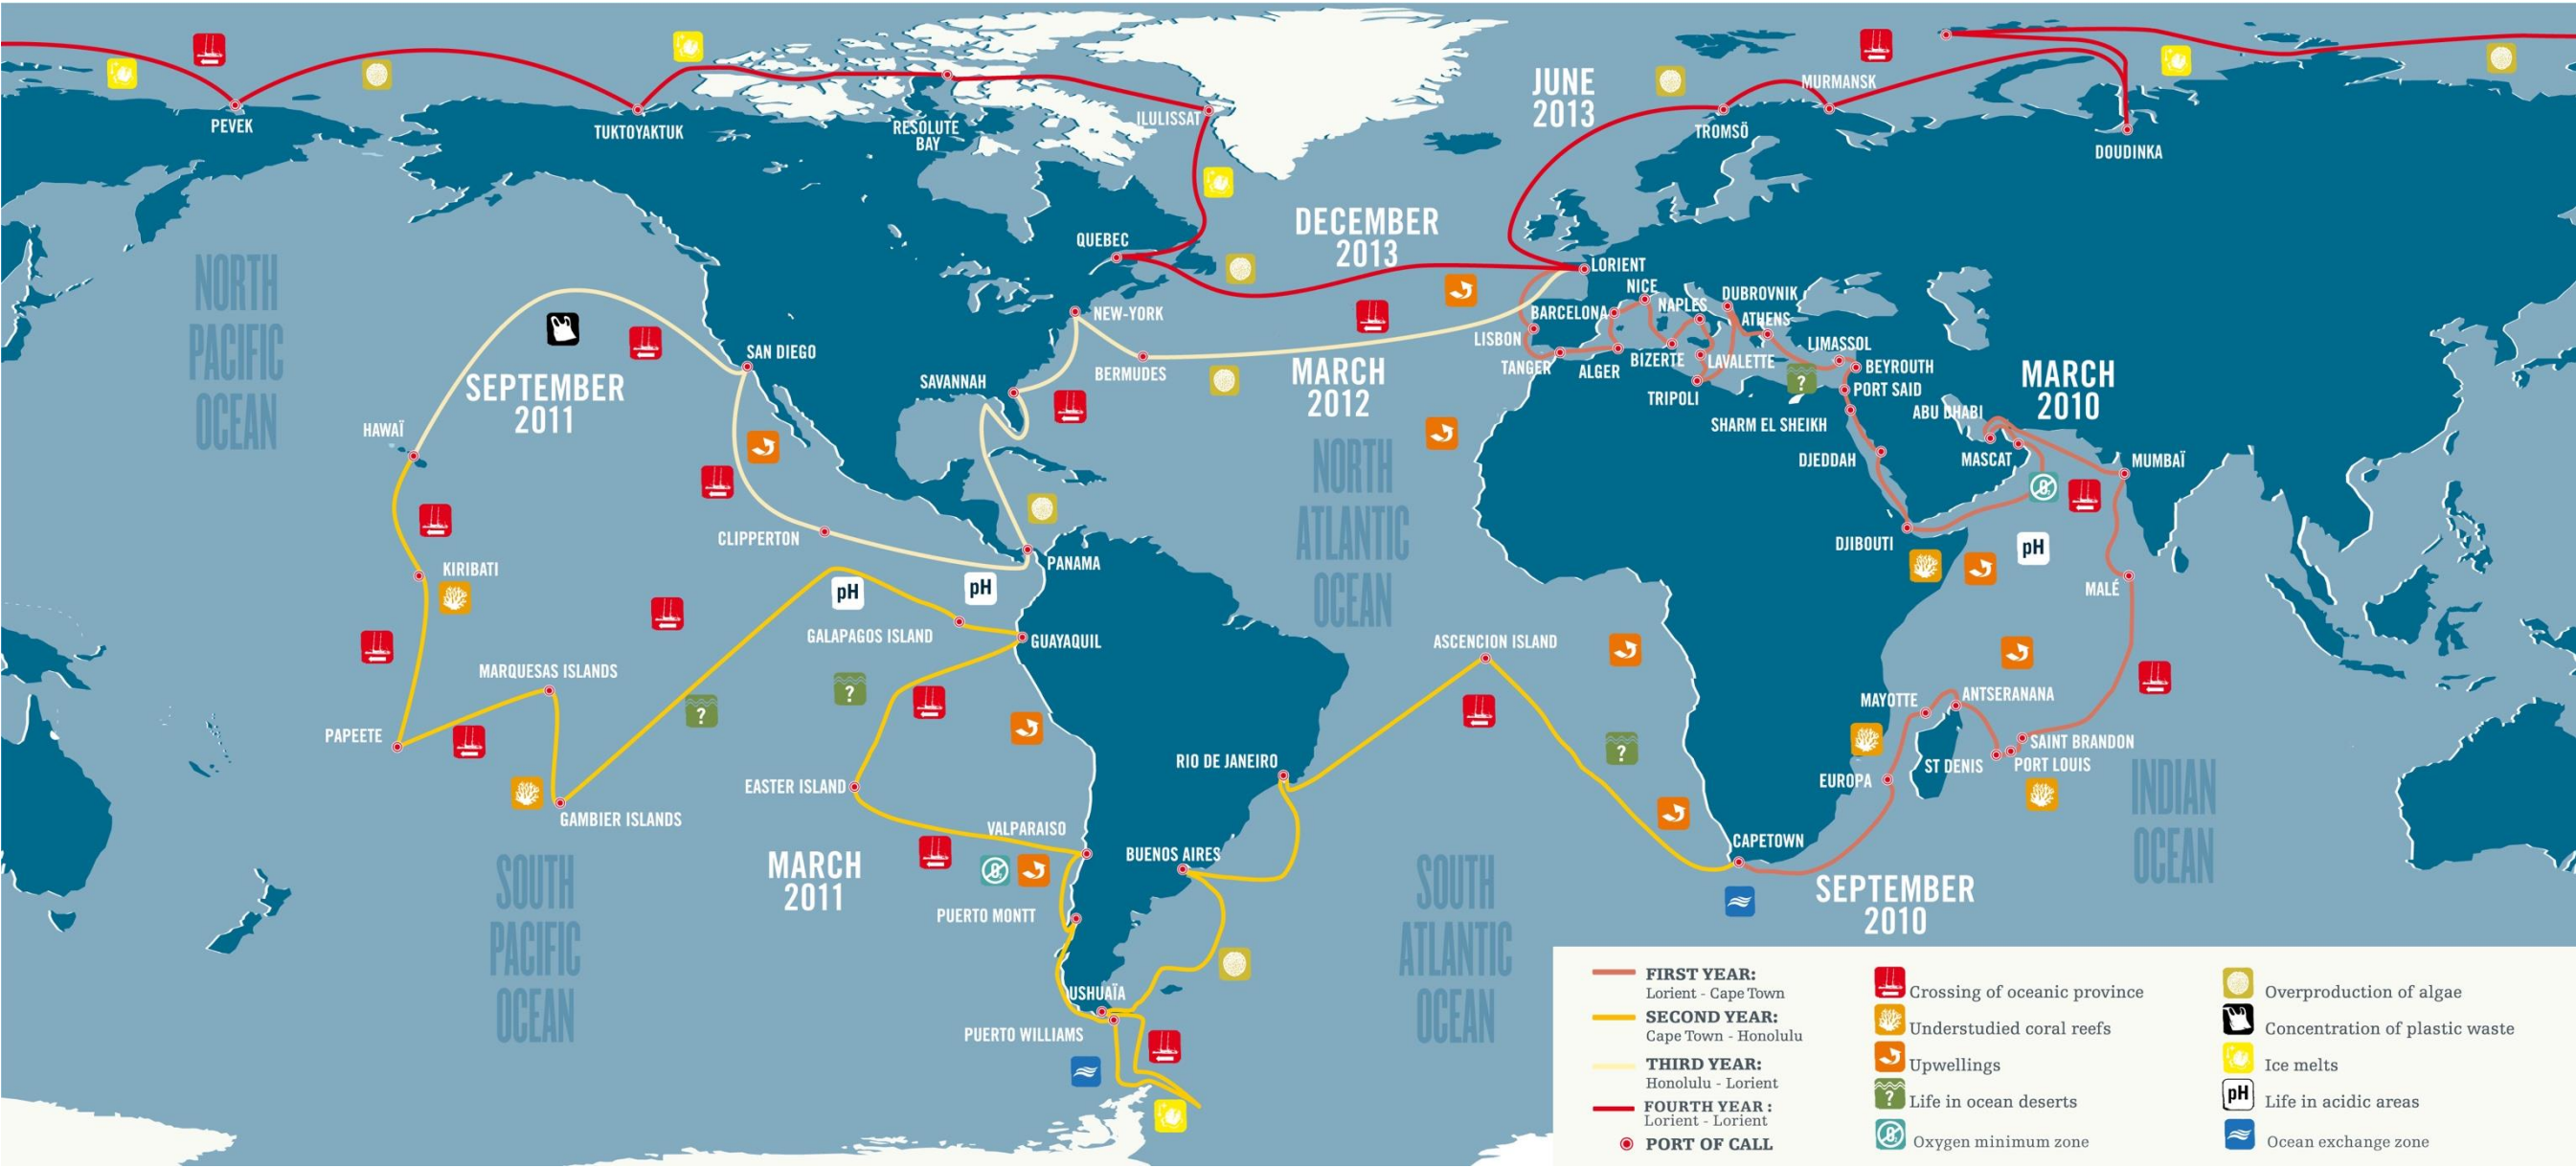 JUNE
2013
MURMANSK
PEVEK
TUKTOYAKTUK
RESOLUTE
BAY
ILULISSAT
TROMSÖ
DOUDINKA
DECEMBER
2013
QUEBEC
NORTH
PACIFIC
OCEAN
LORIENT
NICE
DUBROVNIK
NAPLES
BARCELONA
ATHENS
NEW-YORK
LISBON
LIMASSOL
SAN DIEGO
BIZERTE
LAVALETTE
BEYROUTH
TANGER
ALGER
BERMUDES
MARCH
2012
SAVANNAH
SEPTEMBER
2011
PORT SAID
TRIPOLI
MARCH
2010
ABU DHABI
SHARM EL SHEIKH
HAWAÏ
DJEDDAH
MASCAT
MUMBAÏ
NORTH
ATLANTIC
OCEAN
CLIPPERTON
DJIBOUTI
pH
PANAMA
KIRIBATI
pH
pH
MALÉ
GALAPAGOS ISLAND
GUAYAQUIL
ASCENCION ISLAND
MARQUESAS ISLANDS
?
?
?
?
MAYOTTE
ANTSERANANA
PAPEETE
SAINT BRANDON
RIO DE JANEIRO
ST DENIS
PORT LOUIS
EUROPA
EASTER ISLAND
INDIAN
OCEAN
GAMBIER ISLANDS
VALPARAISO
CAPETOWN
BUENOS AIRES
MARCH
2011
SOUTH
PACIFIC
OCEAN
SOUTH
ATLANTIC
OCEAN
SEPTEMBER
2010
PUERTO MONTT
USHUAÏA
PUERTO WILLIAMS
FIRST YEAR:
Lorient - Cape Town
SECOND YEAR:
Cape Town - Honolulu
THIRD YEAR:
Honolulu - Lorient
FOURTH YEAR :
Lorient - Lorient
PORT OF CALL
Crossing of oceanic province
Understudied coral reefs
Upwellings
? Life in ocean deserts
Oxygen minimum zone
Overproduction of algae
Concentration of plastic waste
Ice melts
pH Life in acidic areas
Ocean exchange zone